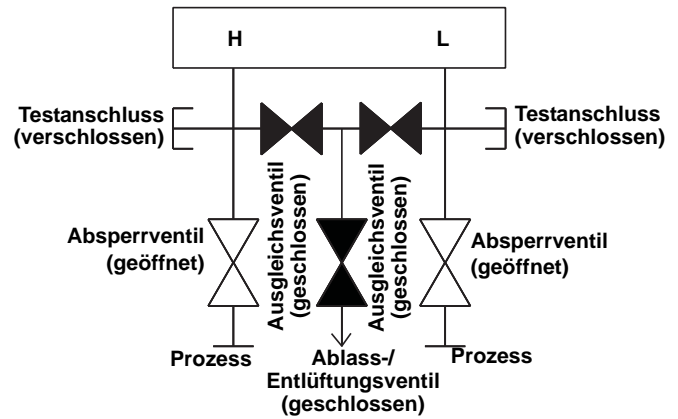 H
L
Testanschluss
(verschlossen)
Testanschluss
(verschlossen)
Ausgleichsventil
(geschlossen)
Ausgleichsventil
(geschlossen)
Absperrventil
(geöffnet)
Absperrventil
(geöffnet)
Prozess
Ablass-/
Entlüftungsventil
(geschlossen)
Prozess